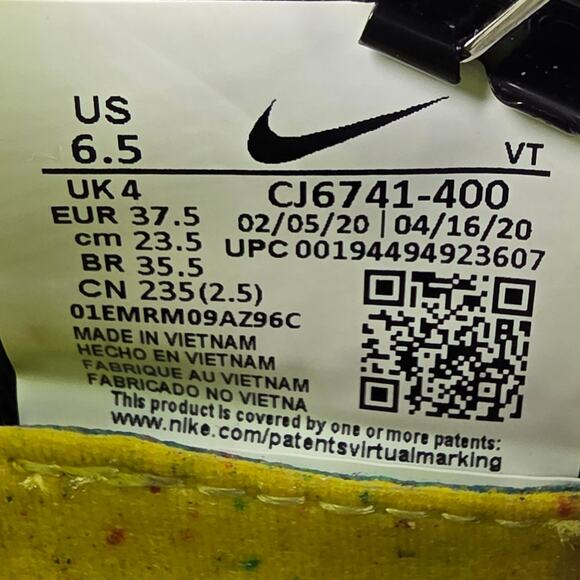 US
6.5
VT
UK 4
CJ6741-400
EUR 37.5
02/05/20 | 04/16/20
cm 23.5
UPC 00194494923607
BR 35.5
CN 235(2.5)
01EMRM09AZ96C
MADE IN VIETNAM
HECHO EN VIETNAM
FABRIQUE AU VIETNAM
FABRICADO NO VIETNA
This product is covered by one or more patents:
www.nike.com/patentsvirtualmarking